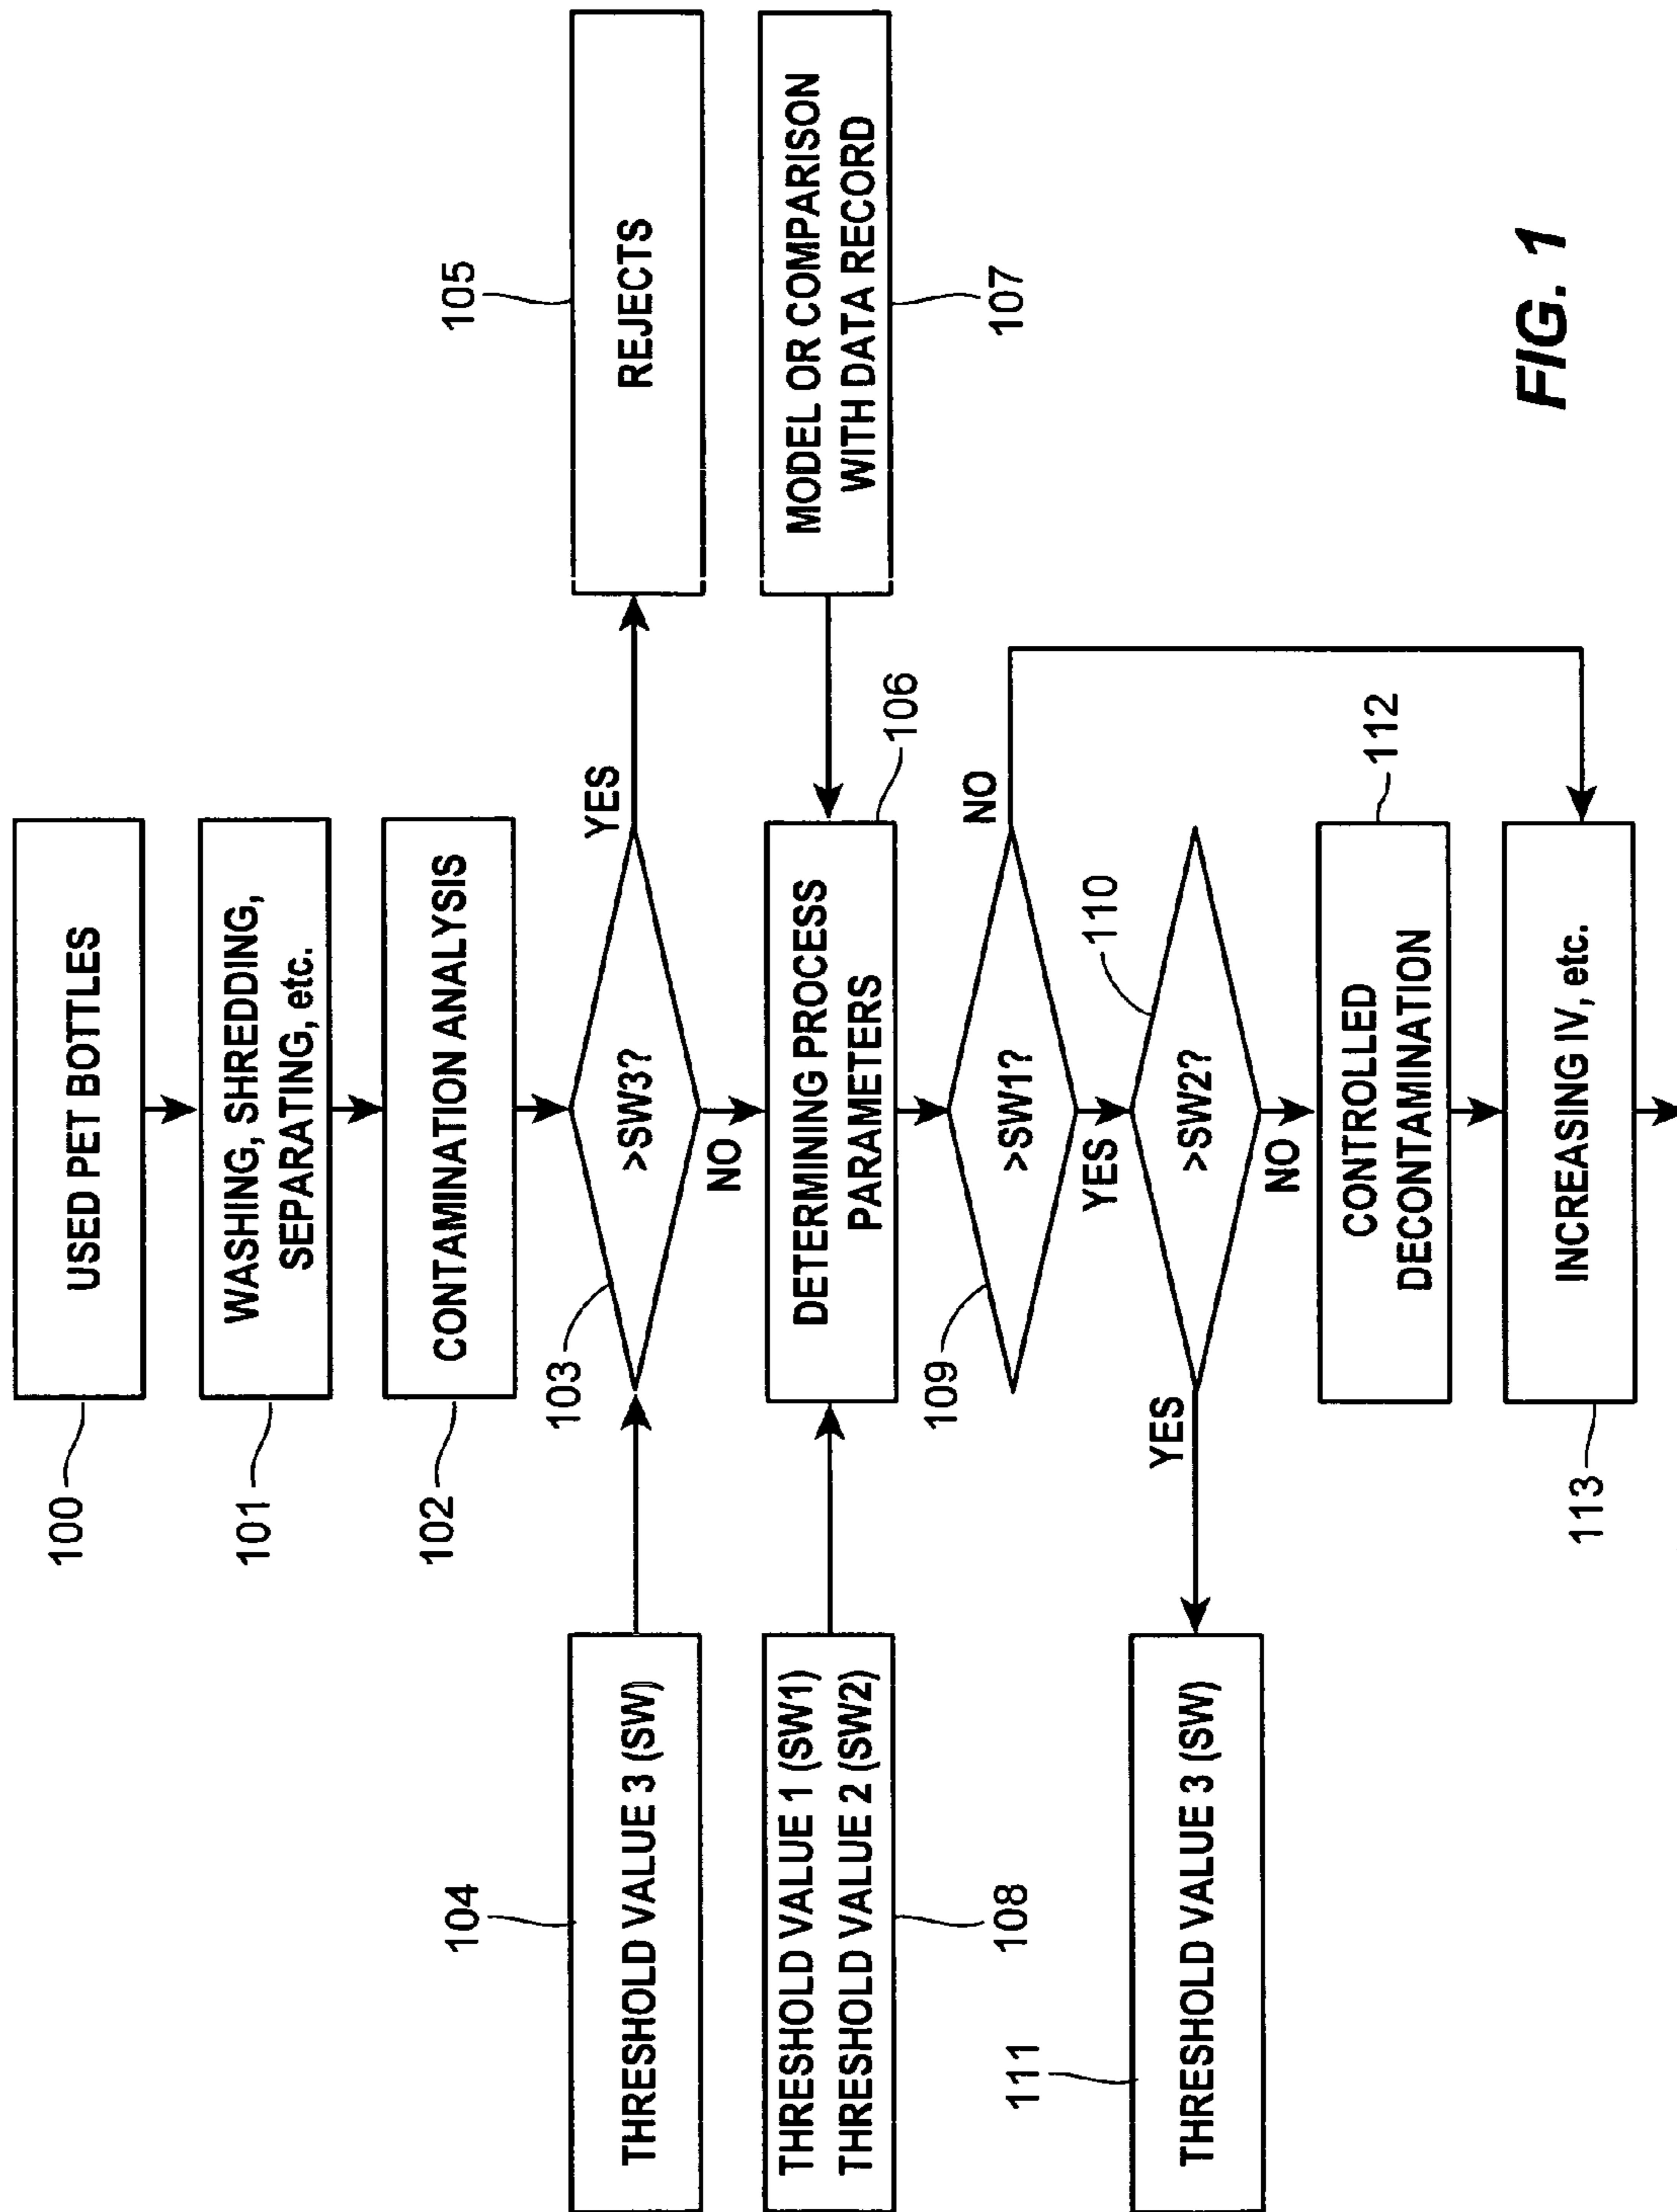 100
USED PET BOTTLES
101
WASHING, SHREDDING,
SEPARATING, etc.
102
CONTAMINATION ANALYSIS
104
THRESHOLD VALUE 3 (SW)
103
>SW3?
YES
NO
105
REJECTS
THRESHOLD VALUE 1 (SW1)
THRESHOLD VALUE 2 (SW2)
108
DETERMINING PROCESS
PARAMETERS
106
MODEL OR COMPARISON
WITH DATA RECORD
107
109
>SW1?
NO
YES
111
THRESHOLD VALUE 3 (SW)
YES
>SW2?
110
NO
CONTROLLED
DECONTAMINATION
112
INCREASING IV, etc.
113
FIG. 1